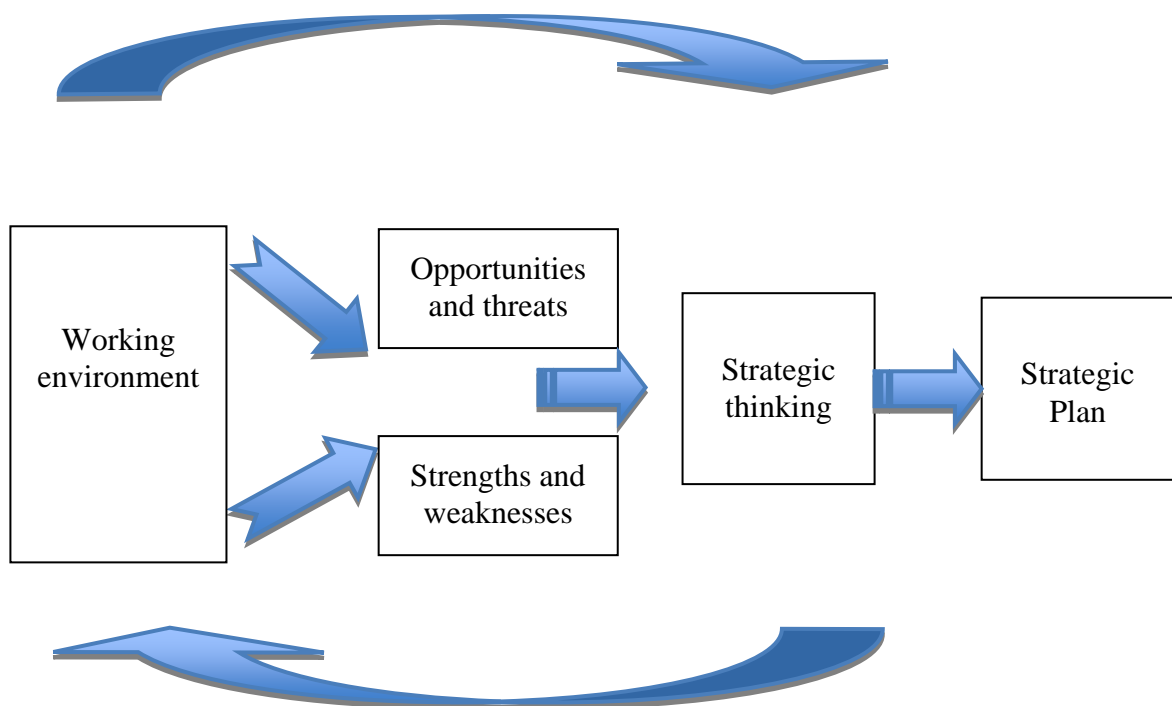 Working
environment
Opportunities
and threats
Strengths and
weaknesses
Strategic
thinking
Strategic
Plan